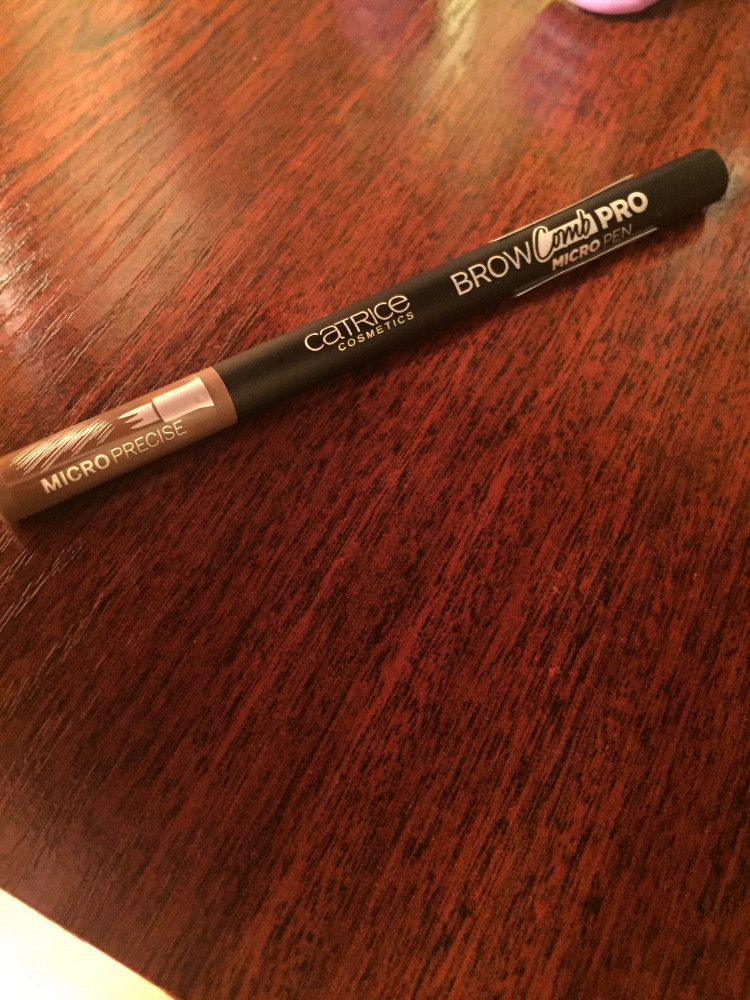 MICRO PRECISE
CATRICE
COSMETICS
BROW Comb PRO
MICRO PEN